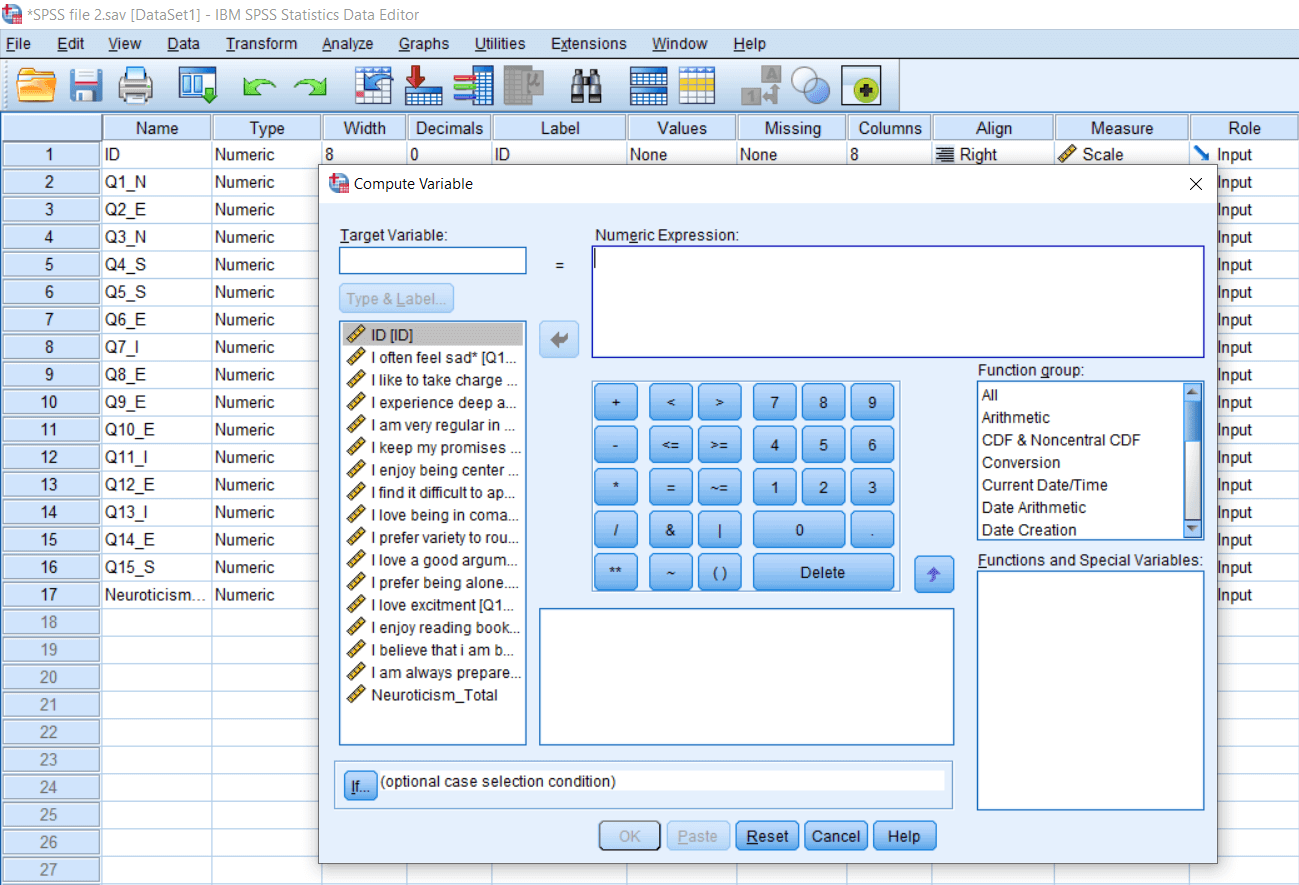 *SPSS file 2.sav [DataSet1] - IBM SPSS Statistics Data Editor
File Edit View Data Transform Analyze Graphs Utilities Extensions Window Help
Name Type Width Decimals Label Values Missing Columns Align Measure Role
1 ID Numeric 8 0 ID None None 8 Right Scale Input
2 Q1_N Numeric Input
3 Q2_E Numeric Input
4 Q3_N Numeric Input
5 Q4_S Numeric Input
6 Q5_S Numeric Input
7 Q6_E Numeric Input
8 Q7_I Numeric Input
9 Q8_E Numeric Input
10 Q9_E Numeric Input
11 Q10_E Numeric Input
12 Q11_I Numeric Input
13 Q12_E Numeric Input
14 Q13_I Numeric Input
15 Q14_E Numeric Input
16 Q15_S Numeric Input
17 Neuroticism... Numeric Input
18
19
20
21
22
23
24
25
26
27
Compute Variable
Target Variable:
=
Numeric Expression:
Type & Label...
ID [ID]
I often feel sad* [Q1...
I like to take charge ...
I experience deep a...
I am very regular in ...
I keep my promises ...
I enjoy being center ...
I find it difficult to ap...
I love being in coma...
I prefer variety to rou...
I love a good argum...
I prefer being alone....
I love excitment [Q1...
I enjoy reading book...
I believe that i am b...
I am always prepare...
Neuroticism_Total
+ < > 7 8 9
- <= >= 4 5 6
* = ~= 1 2 3
/ & | 0 .
** ~ () Delete
Function group:
All
Arithmetic
CDF & Noncentral CDF
Conversion
Current Date/Time
Date Arithmetic
Date Creation
Functions and Special Variables:
If... (optional case selection condition)
OK Paste Reset Cancel Help